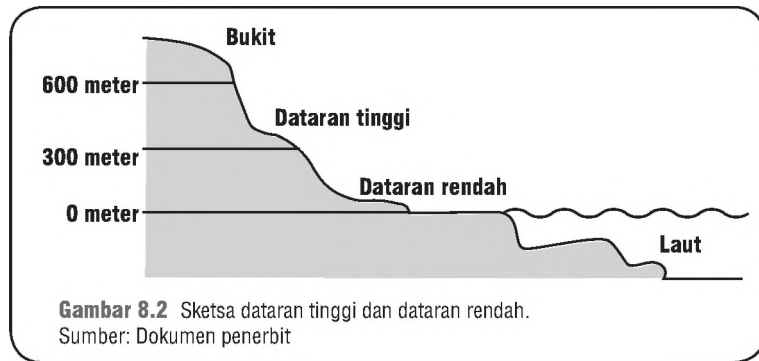 Bukit
600 meter
Dataran tinggi
300 meter
Dataran rendah
0 meter
Laut
Gambar 8.2 Sketsa dataran tinggi dan dataran rendah.
Sumber: Dokumen penerbit